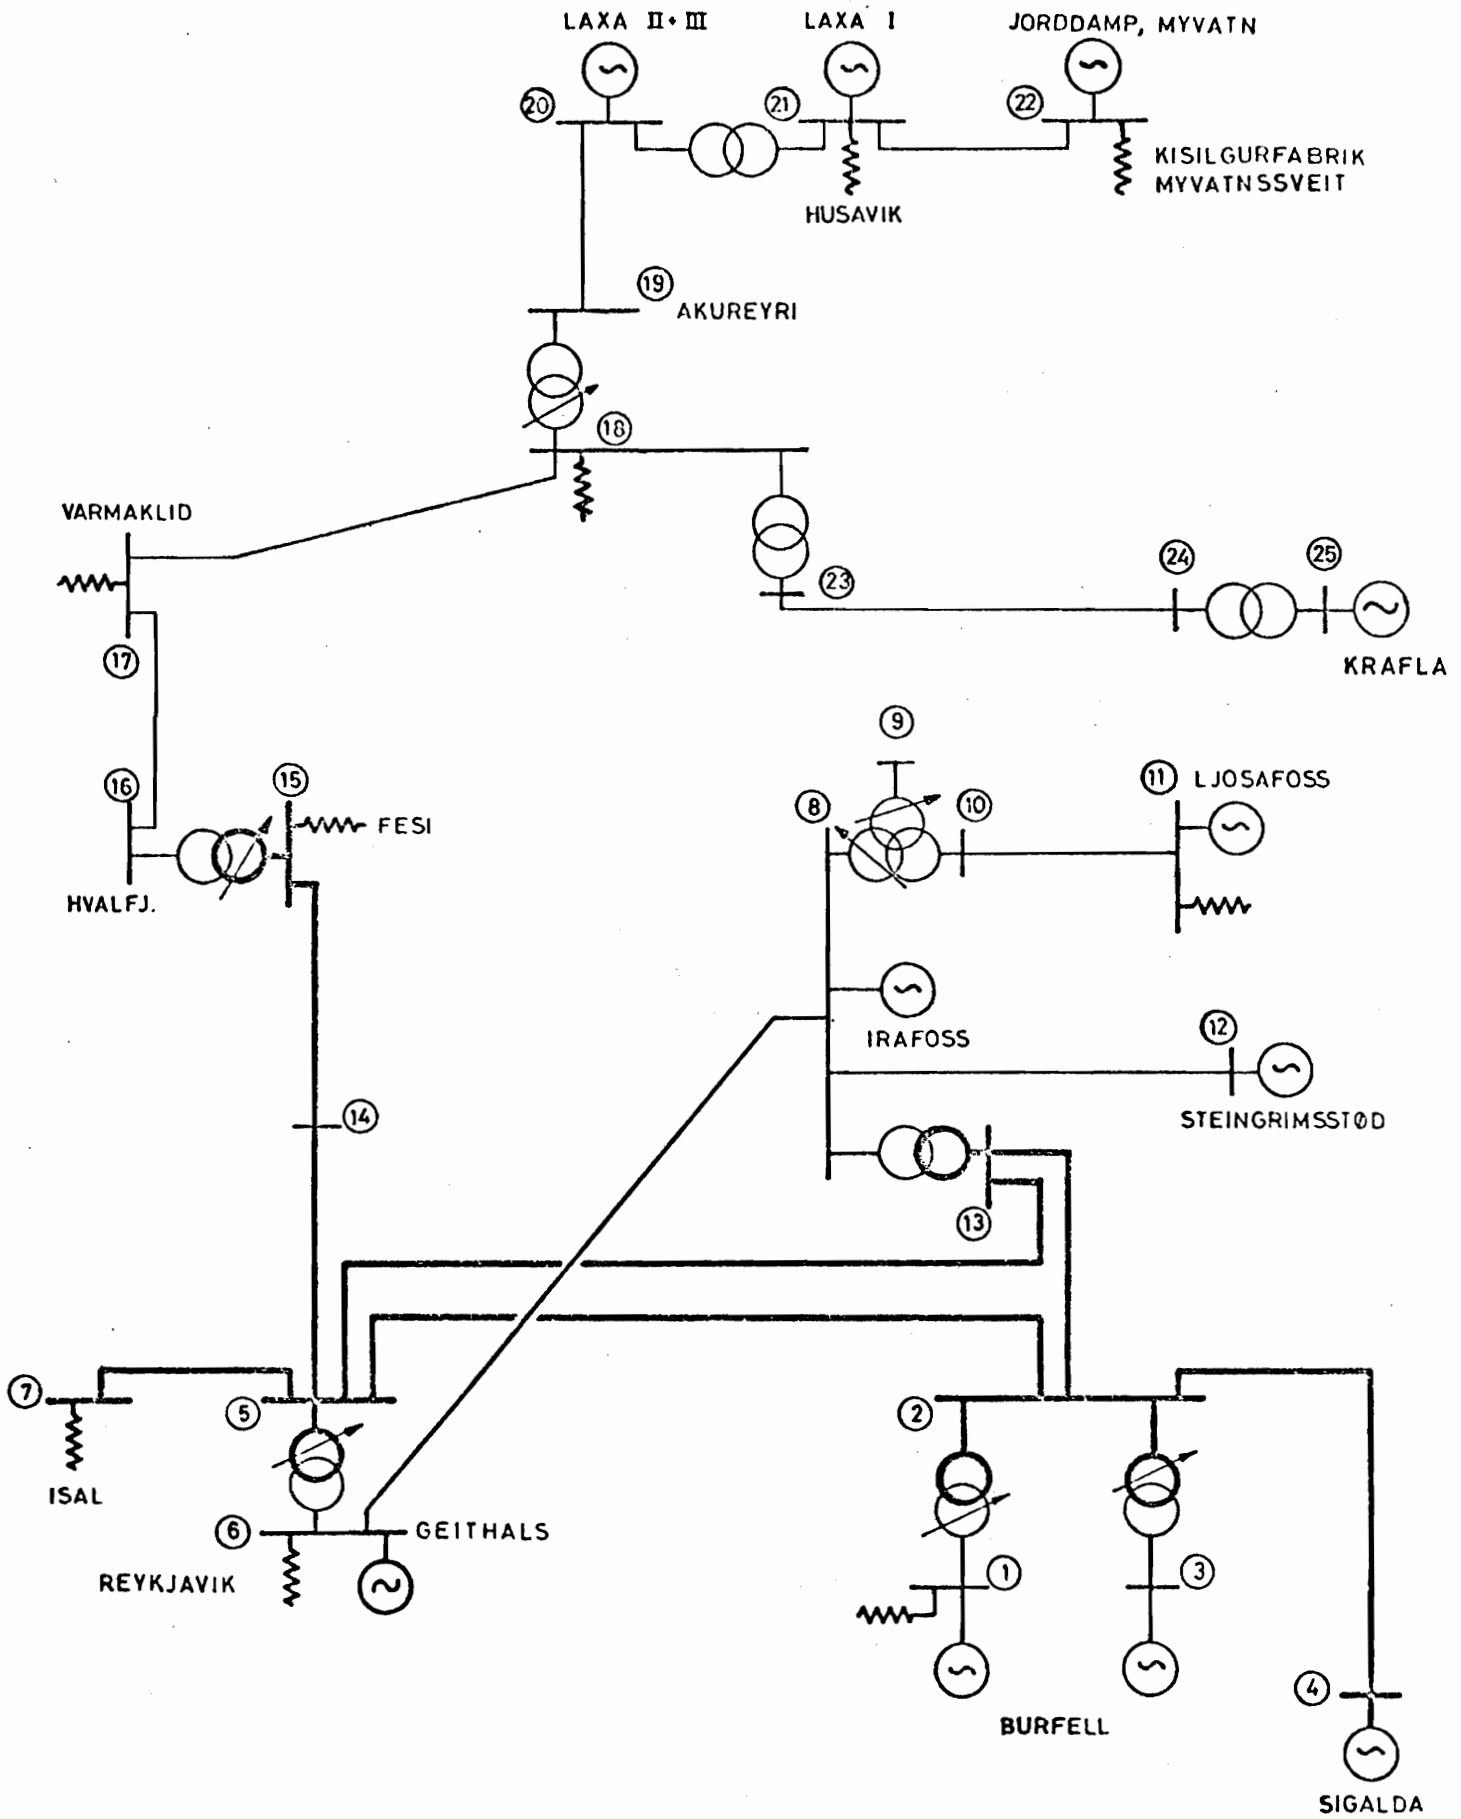 LAXA II+III
LAXA I
JORDDAMP, MYVATN
20
21
22
KISILGURFABRIK
MYVATNSSVEIT
HUSAVIK
19
AKUREYRI
18
VARMAKLID
23
24
25
17
KRAFLA
9
16
15
8
10
11
LJOSAFOSS
FESI
HVALFJ.
IRAFOSS
12
14
STEINGRIMSSTØD
13
7
5
2
ISAL
6
GEITHALS
REYKJAVIK
1
3
4
BURFELL
SIGALDA